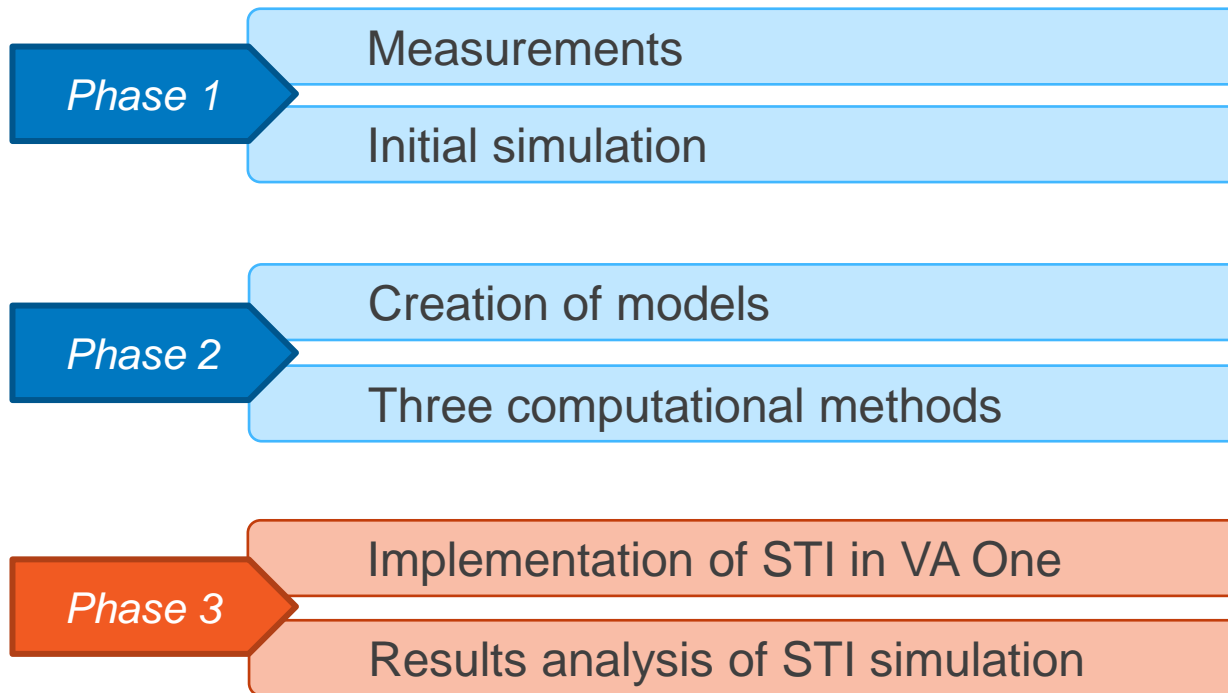 Measurements
Phase 1
Initial simulation
Creation of models
Phase 2
Three computational methods
Implementation of STI in VA One
Phase 3
Results analysis of STI simulation